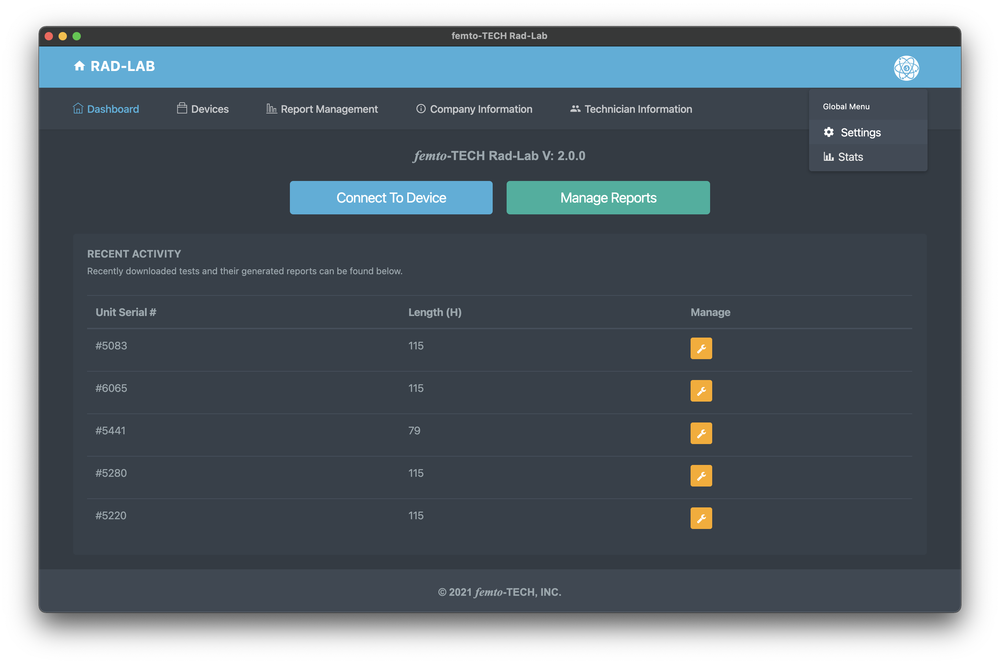 femto-TECH Rad-Lab
RAD-LAB
Dashboard
Devices
Report Management
Company Information
Technician Information
Global Menu
Settings
Stats
femto-TECH Rad-Lab V: 2.0.0
Connect To Device
Manage Reports
RECENT ACTIVITY
Recently downloaded tests and their generated reports can be found below.
Unit Serial # Length (H) Manage
#5083 115
#6065 115
#5441 79
#5280 115
#5220 115
© 2021 femto-TECH, INC.